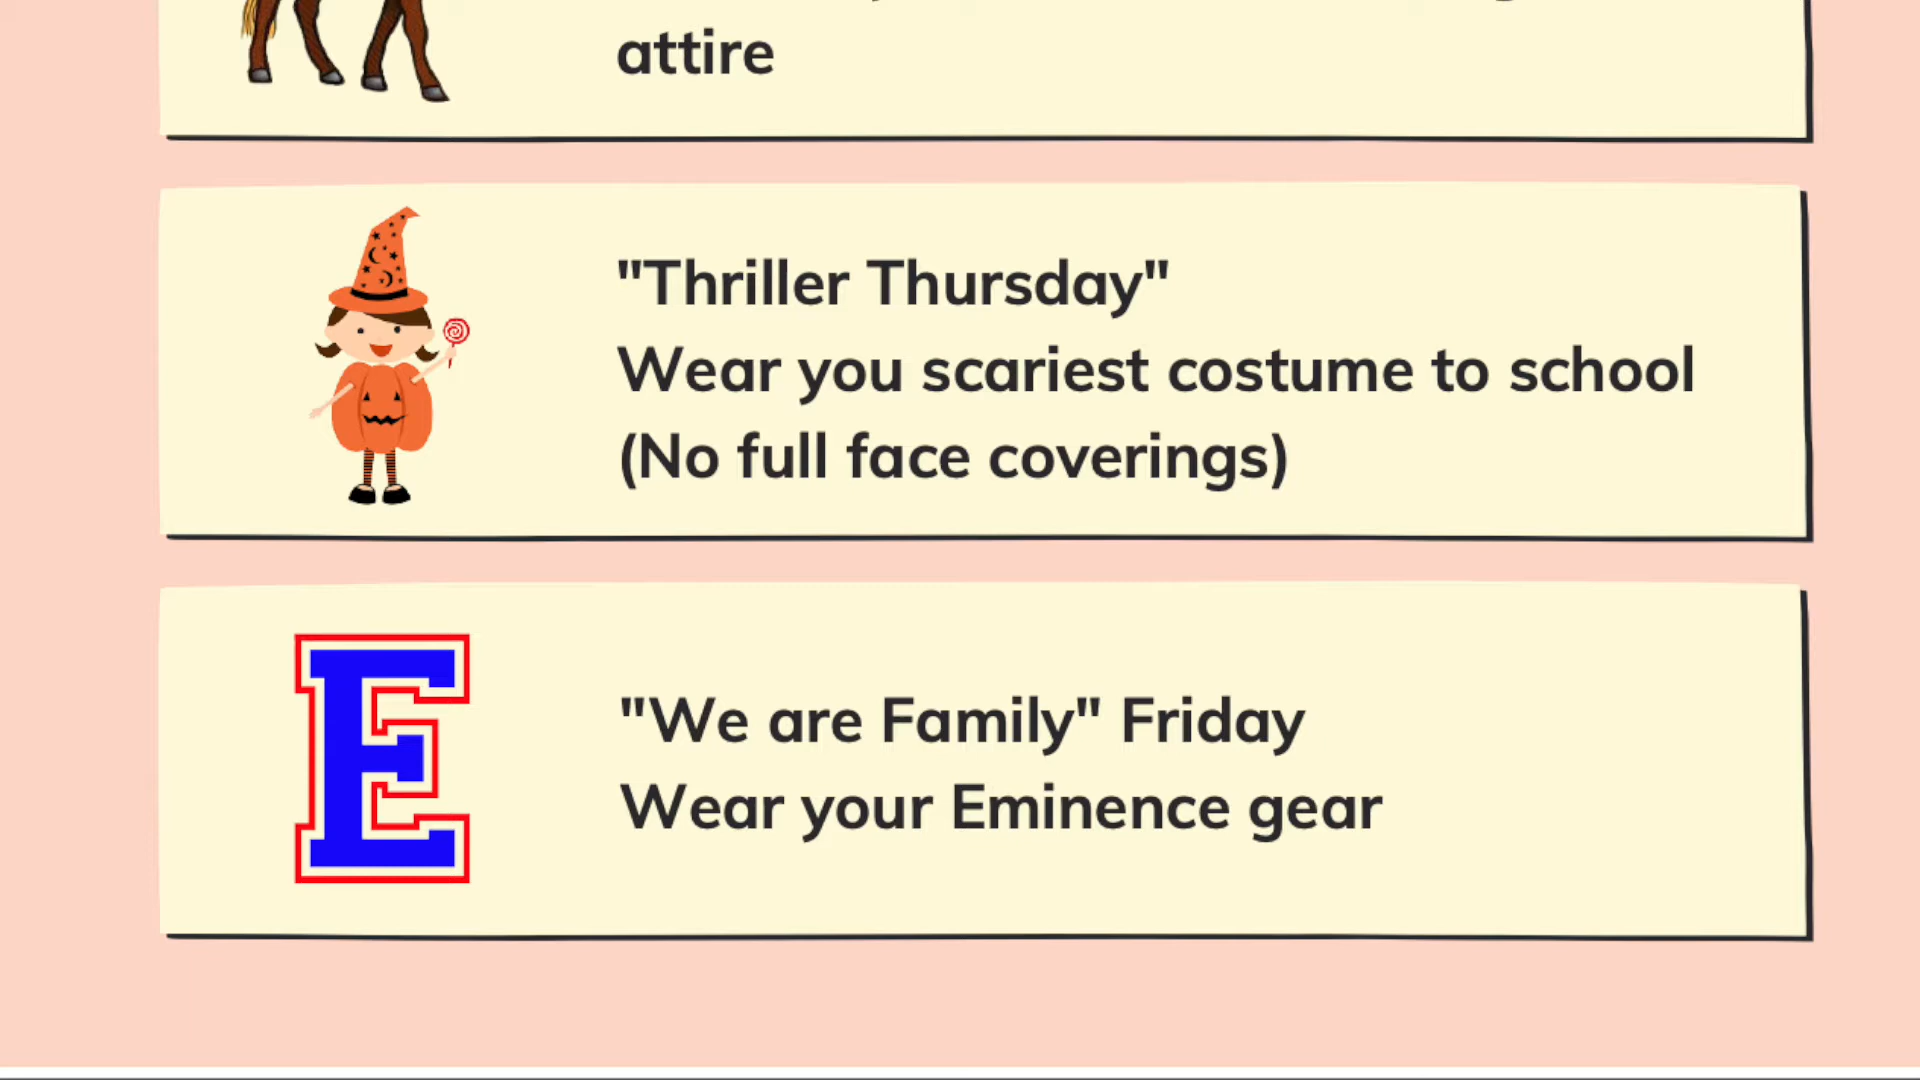 attire
"Thriller Thursday"
Wear you scariest costume to school
(No full face coverings)
E
"We are Family" Friday
Wear your Eminence gear